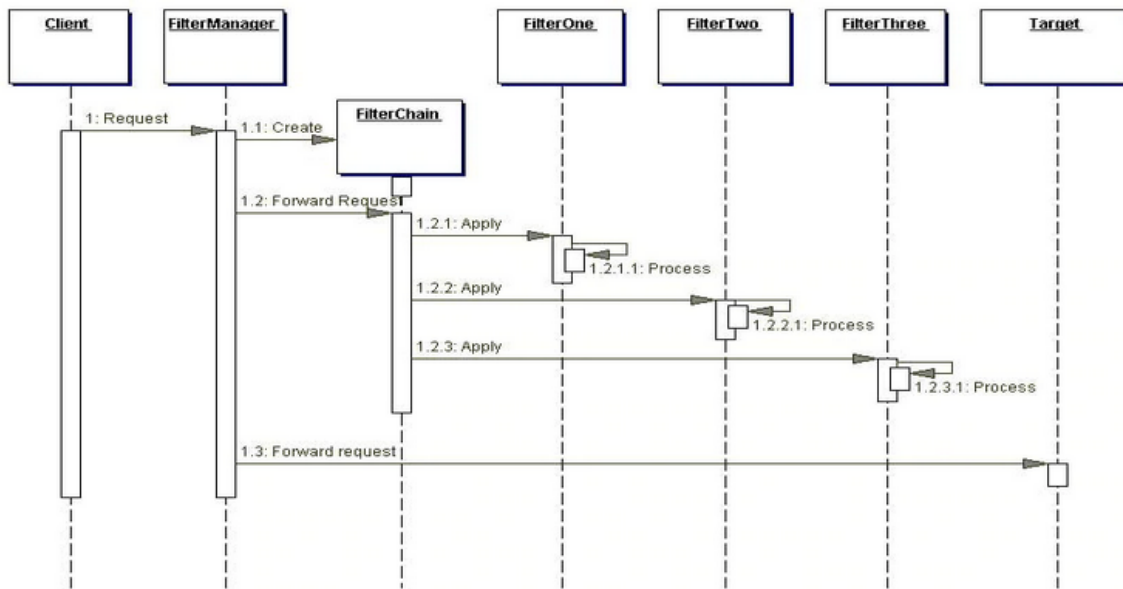 Client
FilterManager
FilterOne
FilterTwo
FilterThree
Target
FilterChain
1: Request
1.1: Create
1.2: Forward Request
1.2.1: Apply
1.2.1.1: Process
1.2.2: Apply
1.2.2.1: Process
1.2.3: Apply
1.2.3.1: Process
1.3: Forward request